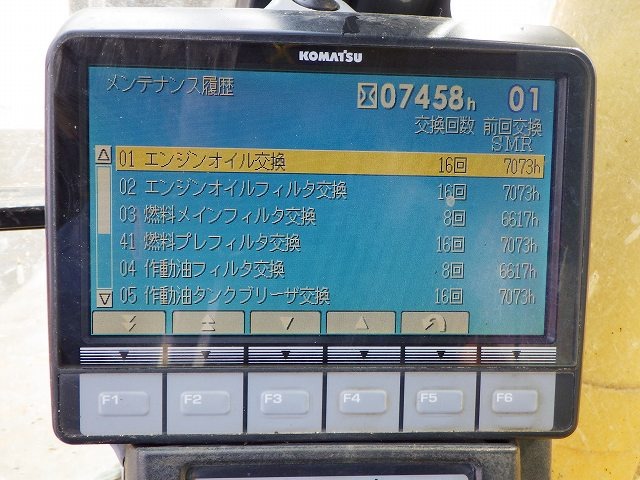 KOMATSU
メンテナンス履歴 07458h 01
交換回数 前回交換
SMR
01 エンジンオイル交換 16回 7073h
02 エンジンオイルフィルタ交換 16回 7073h
03 燃料メインフィルタ交換 8回 6617h
41 燃料プレフィルタ交換 16回 7073h
04 作動油フィルタ交換 8回 6617h
05 作動油タンクブリーザ交換 16回 7073h
F1 F2 F3 F4 F5 F6